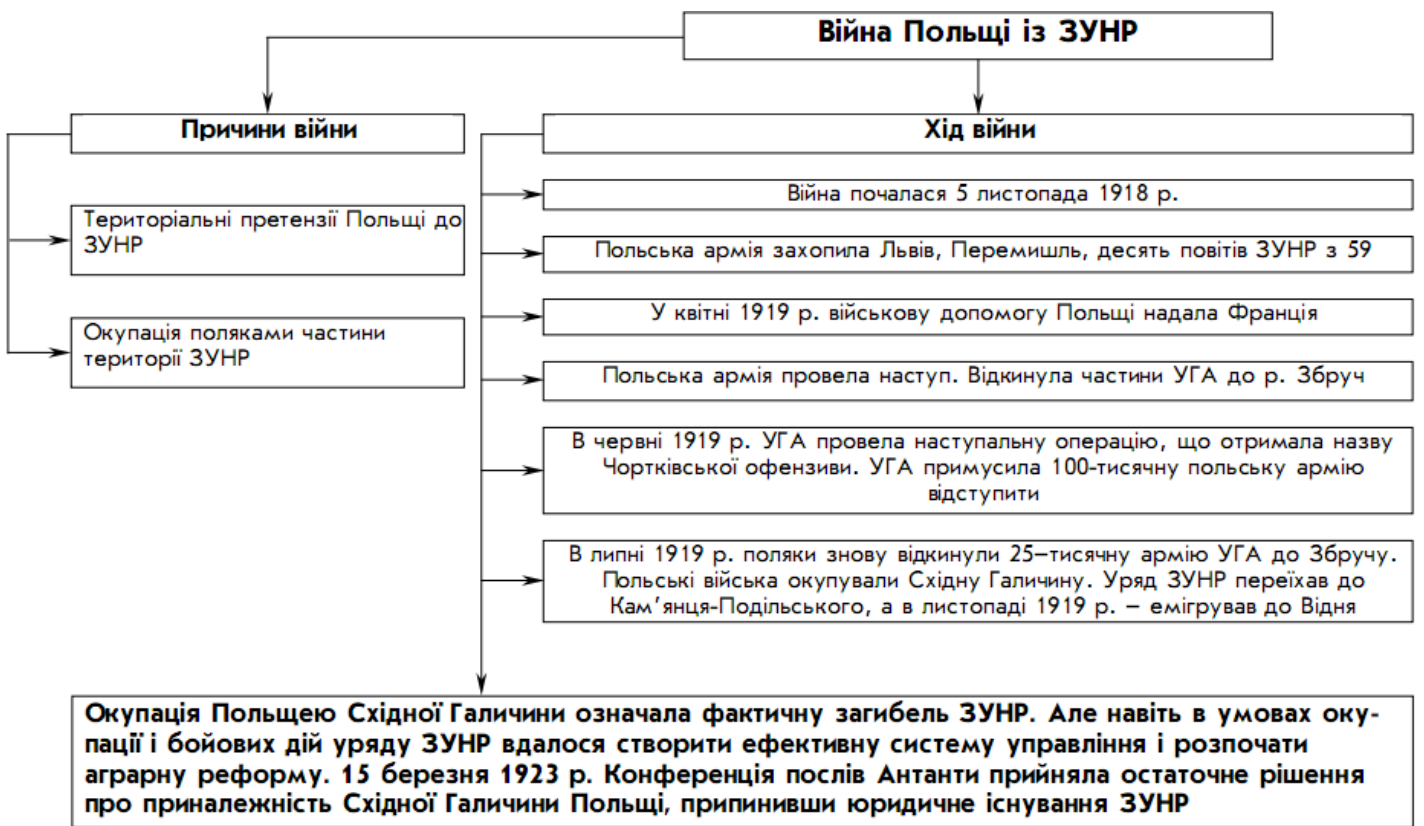 Війна Польщі із ЗУНР
Причини війни
Територіальні претензії Польщі до
ЗУНР
Окупація поляками частини
території ЗУНР
Хід війни
Війна почалася 5 листопада 1918 р.
Польська армія захопила Львів, Перемишль, десять повітів ЗУНР з 59
У квітні 1919 р. військову допомогу Польщі надала Франція
Польська армія провела наступ. Відкинула частини УГА до р. Збруч
В червні 1919 р. УГА провела наступальну операцію, що отримала назву
Чортківської офензиви. УГА примусила 100-тисячну польську армію
відступити
В липні 1919 р. поляки знову відкинули 25–тисячну армію УГА до Збручу.
Польські війська окупували Східну Галичину. Уряд ЗУНР переїхав до
Кам’янця-Подільського, а в листопаді 1919 р. – емігрував до Відня
Окупація Польщею Східної Галичини означала фактичну загибель ЗУНР. Але навіть в умовах оку-
пації і бойових дій уряду ЗУНР вдалося створити ефективну систему управління і розпочати
аграрну реформу. 15 березня 1923 р. Конференція послів Антанти прийняла остаточне рішення
про приналежність Східної Галичини Польщі, припинивши юридичне існування ЗУНР